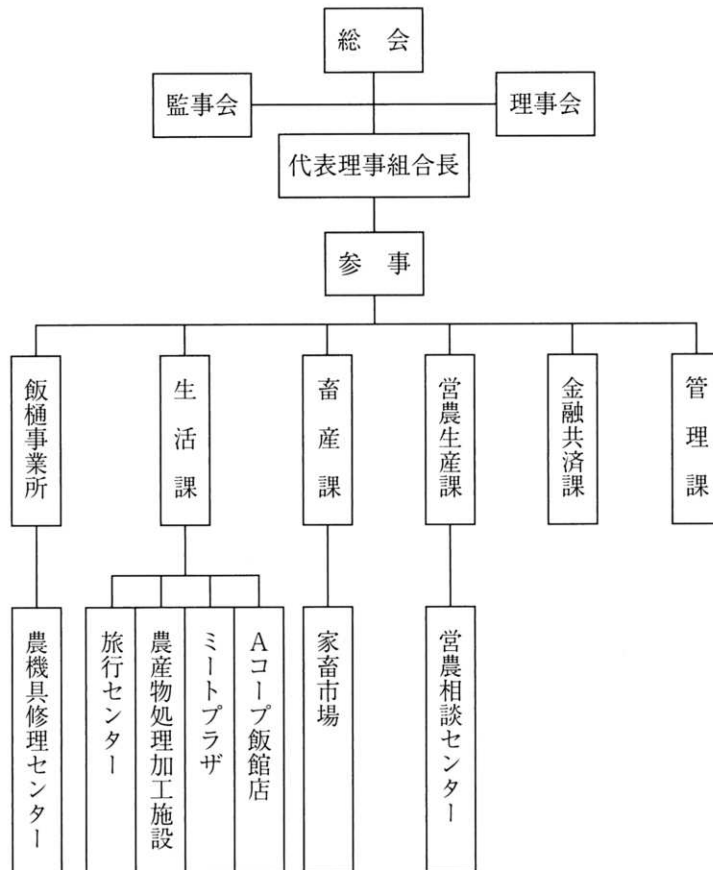 総会
監事会
理事会
代表理事組合長
参事
管理課
金融共済課
営農生産課
畜産課
生活課
飯樋事業所
営農相談センター
家畜市場
Aコープ飯館店
ミートプラザ
農産物処理加工施設
旅行センター
農機具修理センター